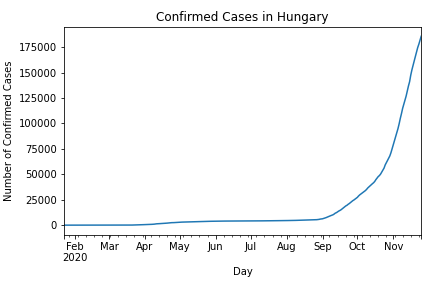 Confirmed Cases in Hungary
Number of Confirmed Cases
175000
150000
125000
100000
75000
50000
25000
0
Feb Mar Apr May Jun Jul Aug Sep Oct Nov
2020
Day